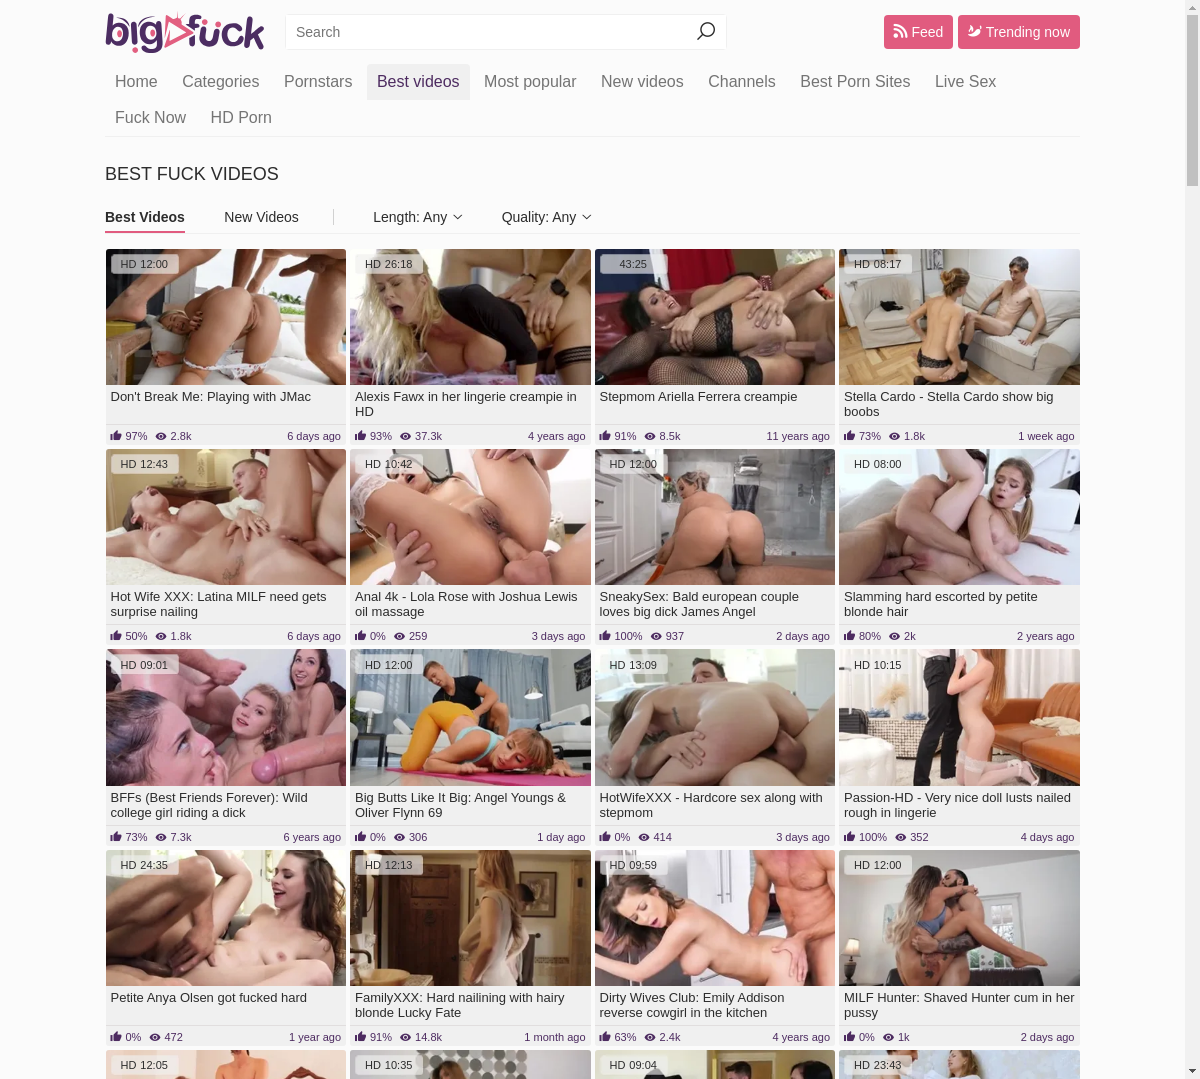 bigfuck
Search
Feed
Trending now
Home Categories Pornstars Best videos Most popular New videos Channels Best Porn Sites Live Sex
Fuck Now HD Porn
BEST FUCK VIDEOS
Best Videos New Videos Length: Any Quality: Any
HD 12:00
HD 26:18
43:25
HD 08:17
Don't Break Me: Playing with JMac
97% 2.8k 6 days ago
Alexis Fawx in her lingerie creampie in
HD
93% 37.3k 4 years ago
Stepmom Ariella Ferrera creampie
91% 8.5k 11 years ago
Stella Cardo - Stella Cardo show big
boobs
73% 1.8k 1 week ago
HD 12:43
HD 10:42
HD 12:00
HD 08:00
Hot Wife XXX: Latina MILF need gets
surprise nailing
50% 1.8k 6 days ago
Anal 4k - Lola Rose with Joshua Lewis
oil massage
0% 259 3 days ago
SneakySex: Bald european couple
loves big dick James Angel
100% 937 2 days ago
Slamming hard escorted by petite
blonde hair
80% 2k 2 years ago
HD 09:01
HD 12:00
HD 13:09
HD 10:15
BFFs (Best Friends Forever): Wild
college girl riding a dick
73% 7.3k 6 years ago
Big Butts Like It Big: Angel Youngs &
Oliver Flynn 69
0% 306 1 day ago
HotWifeXXX - Hardcore sex along with
stepmom
0% 414 3 days ago
Passion-HD - Very nice doll lusts nailed
rough in lingerie
100% 352 4 days ago
HD 24:35
HD 12:13
HD 09:59
HD 12:00
Petite Anya Olsen got fucked hard
0% 472 1 year ago
FamilyXXX: Hard nailining with hairy
blonde Lucky Fate
91% 14.8k 1 month ago
Dirty Wives Club: Emily Addison
reverse cowgirl in the kitchen
63% 2.4k 4 years ago
MILF Hunter: Shaved Hunter cum in her
pussy
0% 1k 2 days ago
HD 12:05
HD 10:35
HD 09:04
HD 23:43